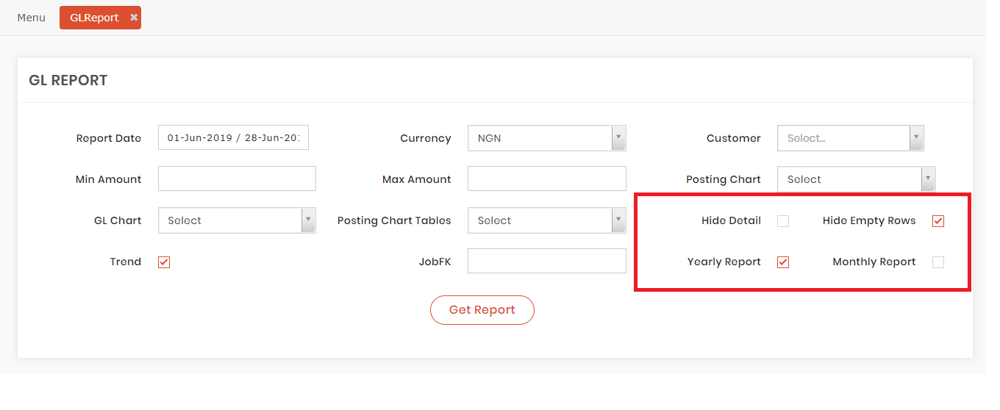 Menu GLReport ×
GL REPORT
Report Date 01-Jun-2019 / 28-Jun-20 Currency NGN Customer Select...
Min Amount Max Amount Posting Chart Select
GL Chart Select Posting Chart Tables Select Hide Detail Hide Empty Rows
Trend JobFK Yearly Report Monthly Report
Get Report